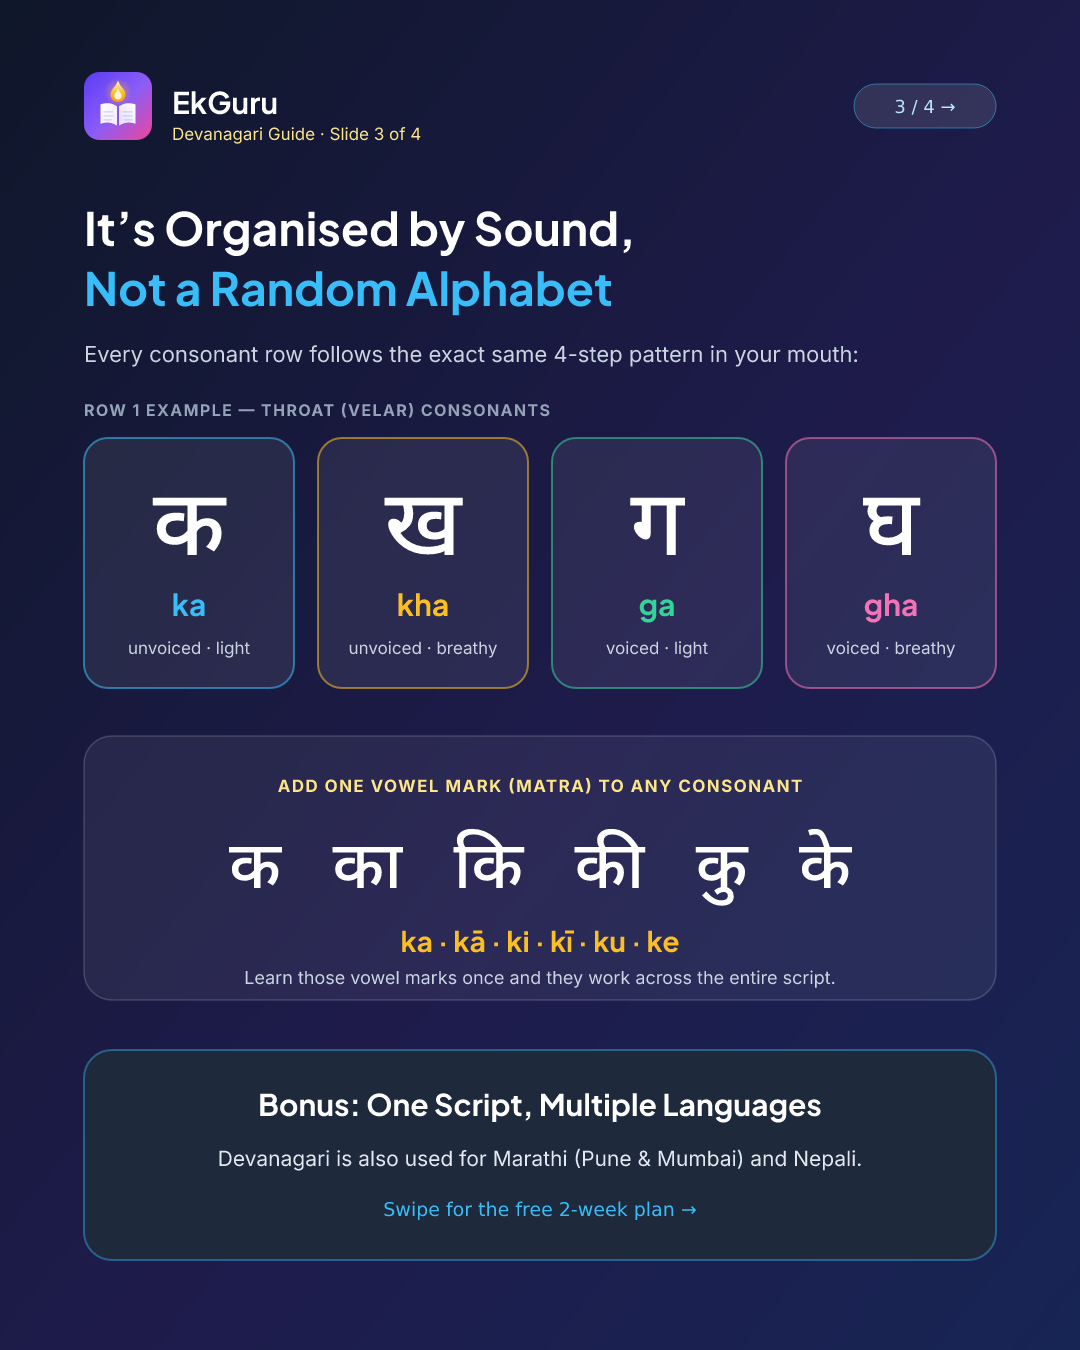 EkGuru
Devanagari Guide · Slide 3 of 4
3 / 4 →
It’s Organised by Sound,
Not a Random Alphabet
Every consonant row follows the exact same 4-step pattern in your mouth:
ROW 1 EXAMPLE — THROAT (VELAR) CONSONANTS
क
ka
unvoiced · light
ख
kha
unvoiced · breathy
ग
ga
voiced · light
घ
gha
voiced · breathy
ADD ONE VOWEL MARK (MATRA) TO ANY CONSONANT
क का कि की कु के
ka · kā · ki · kī · ku · ke
Learn those vowel marks once and they work across the entire script.
Bonus: One Script, Multiple Languages
Devanagari is also used for Marathi (Pune & Mumbai) and Nepali.
Swipe for the free 2-week plan →